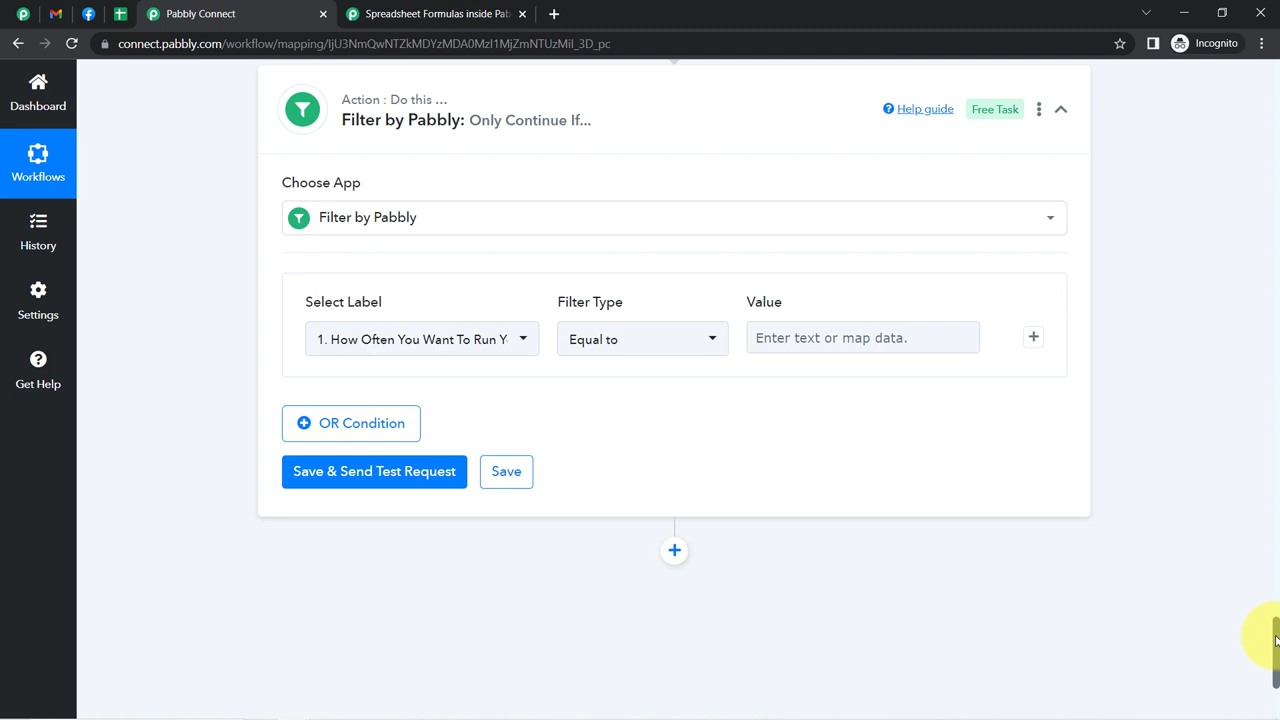 Pabbly Connect
Spreadsheet Formulas inside Pab
connect.pabbly.com/workflow/mapping/IjU3NmQwNTZkMDYzMDA0MzI1MjZmNTUzMiI_3D_pc
Incognito
Dashboard
Workflows
History
Settings
Get Help
Action : Do this ...
Filter by Pabbly: Only Continue If...
Help guide
Free Task
Choose App
Filter by Pabbly
Select Label
Filter Type
Value
1. How Often You Want To Run Y
Equal to
Enter text or map data.
OR Condition
Save & Send Test Request
Save